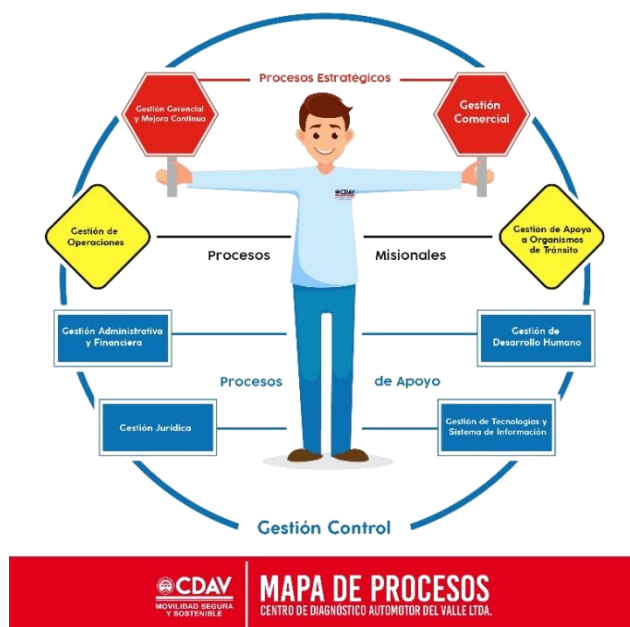 Procesos Estratégicos
Gestión Gerencial
y Mejora Continua
Gestión
Comercial
CDAV
Gestión de
Operaciones
Procesos Misionales
Gestión de Apoyo
a Organismos
de Tránsito
Gestión Administrativa
y Financiera
Gestión de
Desarrollo Humano
Procesos de Apoyo
Gestión Jurídica
Gestión de Tecnologías y
Sistema de Información
Gestión Control
CDAV
MOVILIDAD SEGURA
Y SOSTENIBLE
MAPA DE PROCESOS
CENTRO DE DIAGNÓSTICO AUTOMOTOR DEL VALLE LTDA.